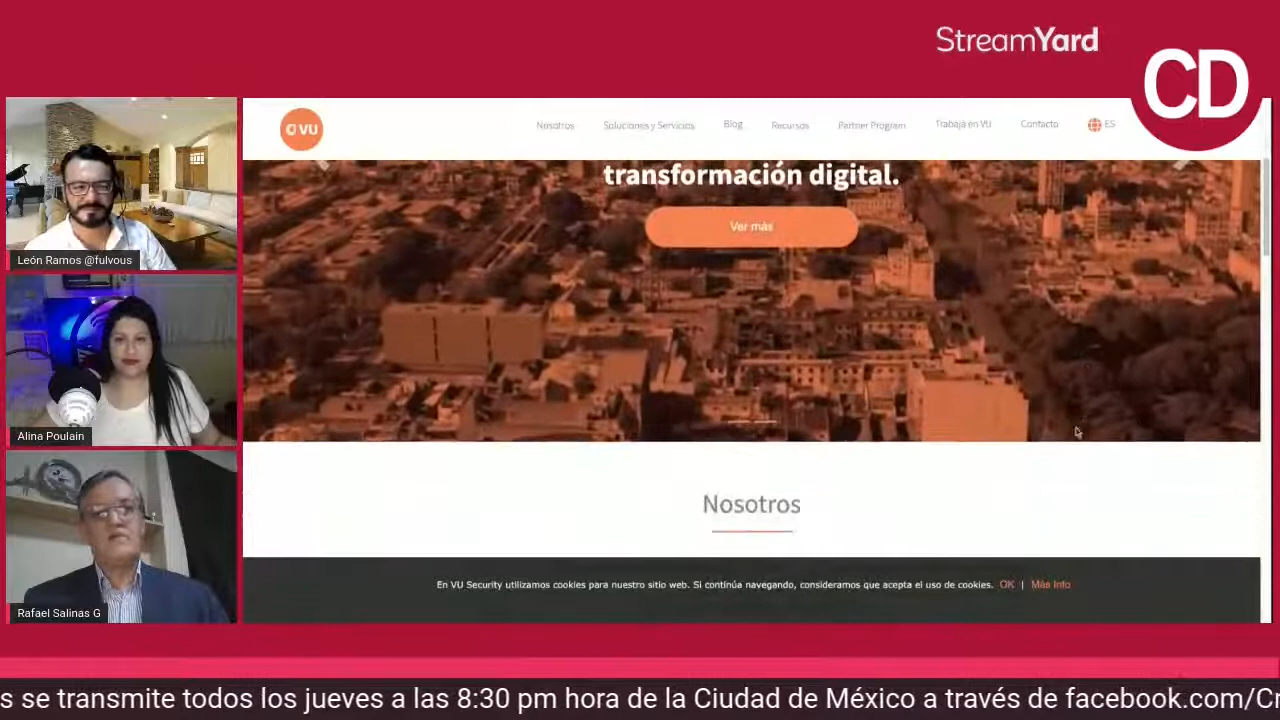 StreamYard
CD
VU
Nosotros Soluciones y Servicios Blog Recursos Partner Program Trabajá en VU Contacto ES
transformación digital.
Ver más
León Ramos @fulvous
Alina Poulain
Nosotros
En VU Security utilizamos cookies para nuestro sitio web. Si continúa navegando, consideramos que acepta el uso de cookies. OK | Más Info
Rafael Salinas G
s se transmite todos los jueves a las 8:30 pm hora de la Ciudad de México a través de facebook.com/Cr